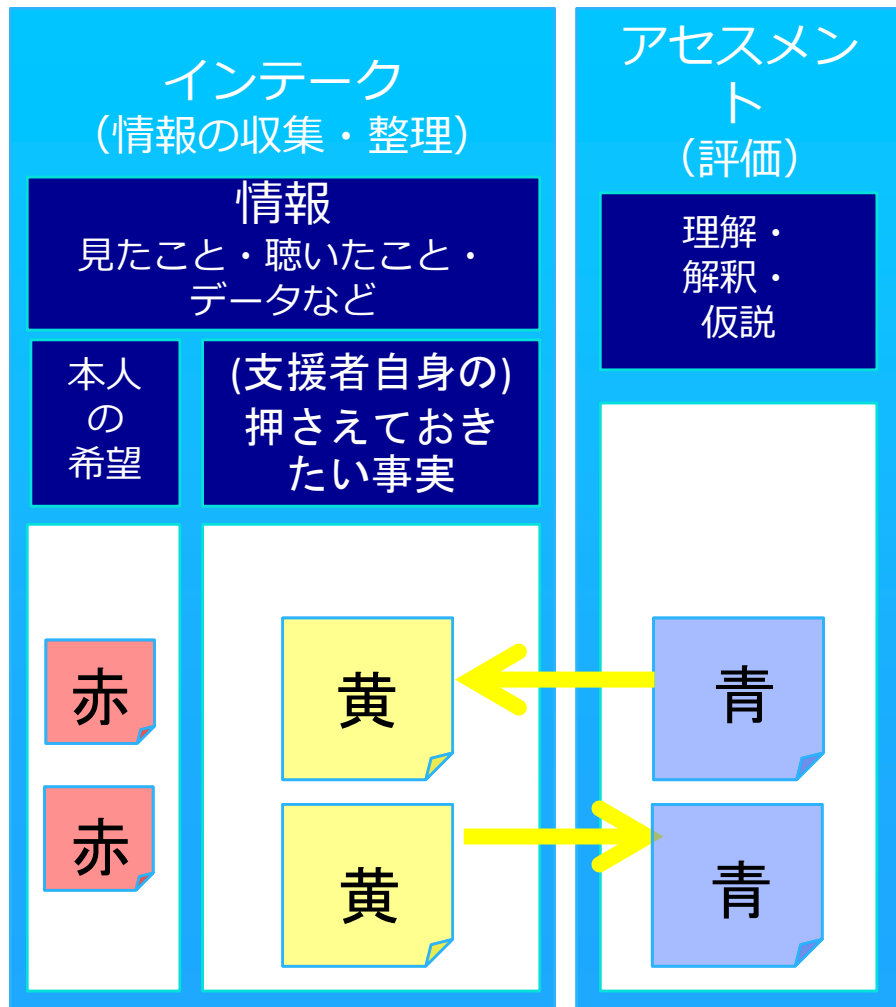 インテーク
（情報の収集・整理）
情報
見たこと・聴いたこと・
データなど
本人
の
希望
(支援者自身の)
押さえておき
たい事実
赤
黄
赤
黄
アセスメン
ト
（評価）
理解・
解釈・
仮説
青
青